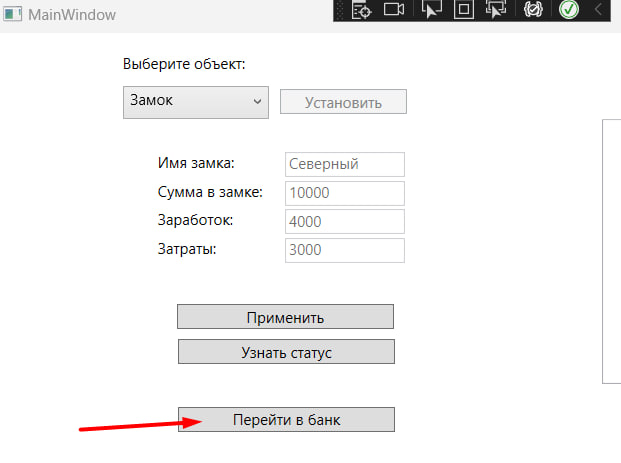 MainWindow
Выберите объект:
Замок
Установить
Имя замка: Северный
Сумма в замке: 10000
Заработок: 4000
Затраты: 3000
Применить
Узнать статус
Перейти в банк